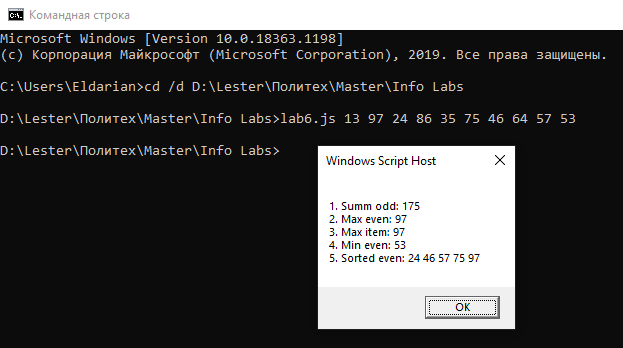 Командная строка
Microsoft Windows [Version 10.0.18363.1198]
(c) Корпорация Майкрософт (Microsoft Corporation), 2019. Все права защищены.
C:\Users\Eldarian>cd /d D:\Lester\Политех\Master\Info Labs
D:\Lester\Политех\Master\Info Labs>lab6.js 13 97 24 86 35 75 46 64 57 53
D:\Lester\Политех\Master\Info Labs>
Windows Script Host
1. Summ odd: 175
2. Max even: 97
3. Max item: 97
4. Min even: 53
5. Sorted even: 24 46 57 75 97
OK